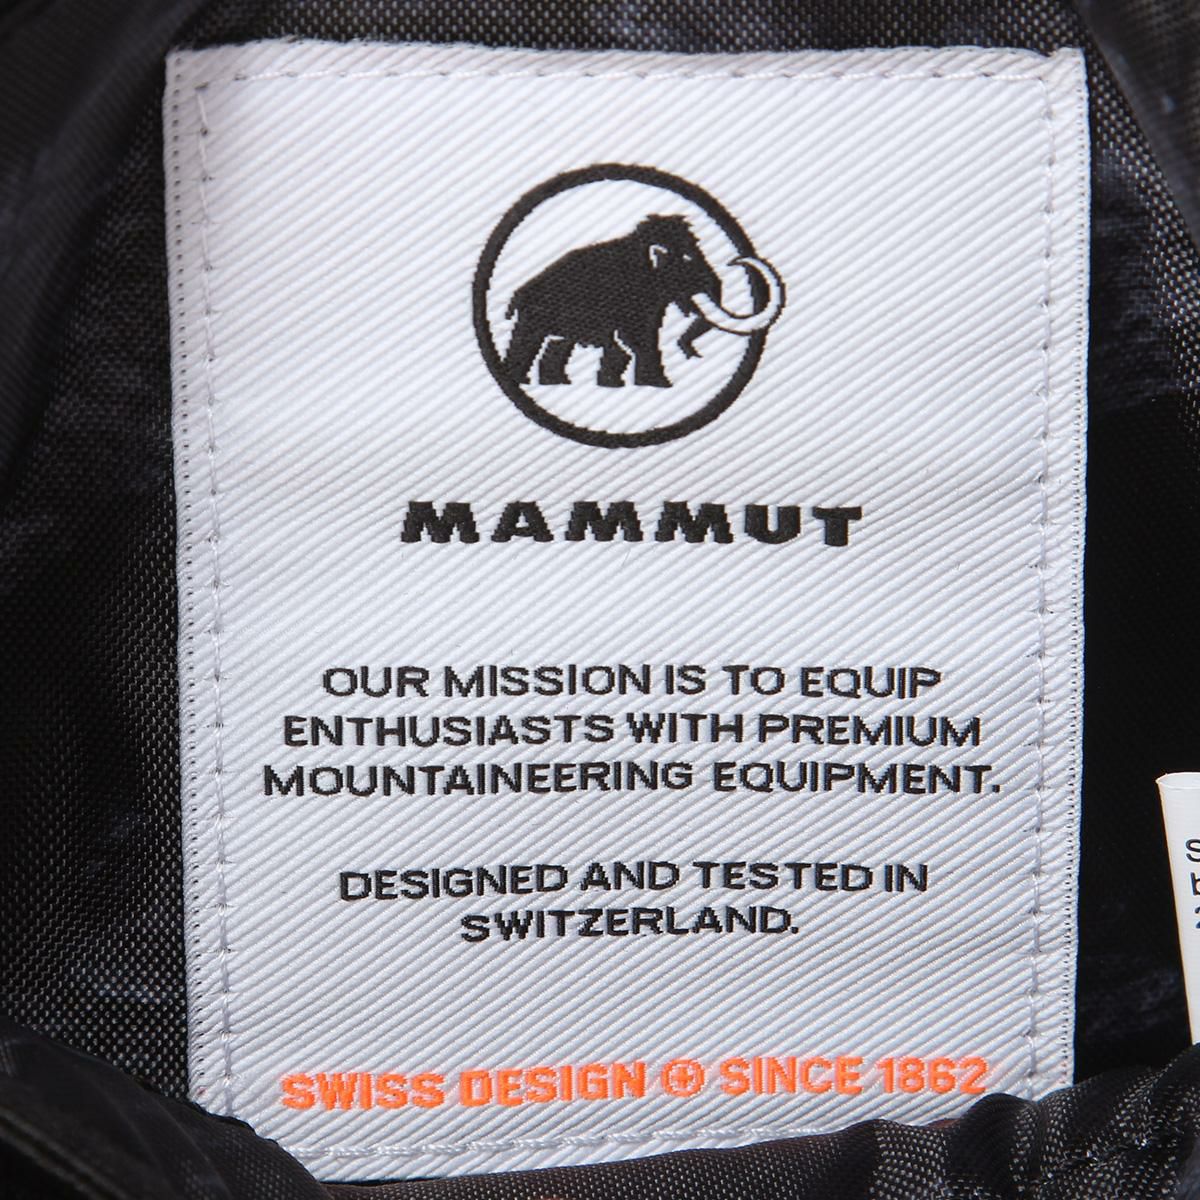 MAMMUT
OUR MISSION IS TO EQUIP
ENTHUSIASTS WITH PREMIUM
MOUNTAINEERING EQUIPMENT.
DESIGNED AND TESTED IN
SWITZERLAND.
SWISS DESIGN SINCE 1862